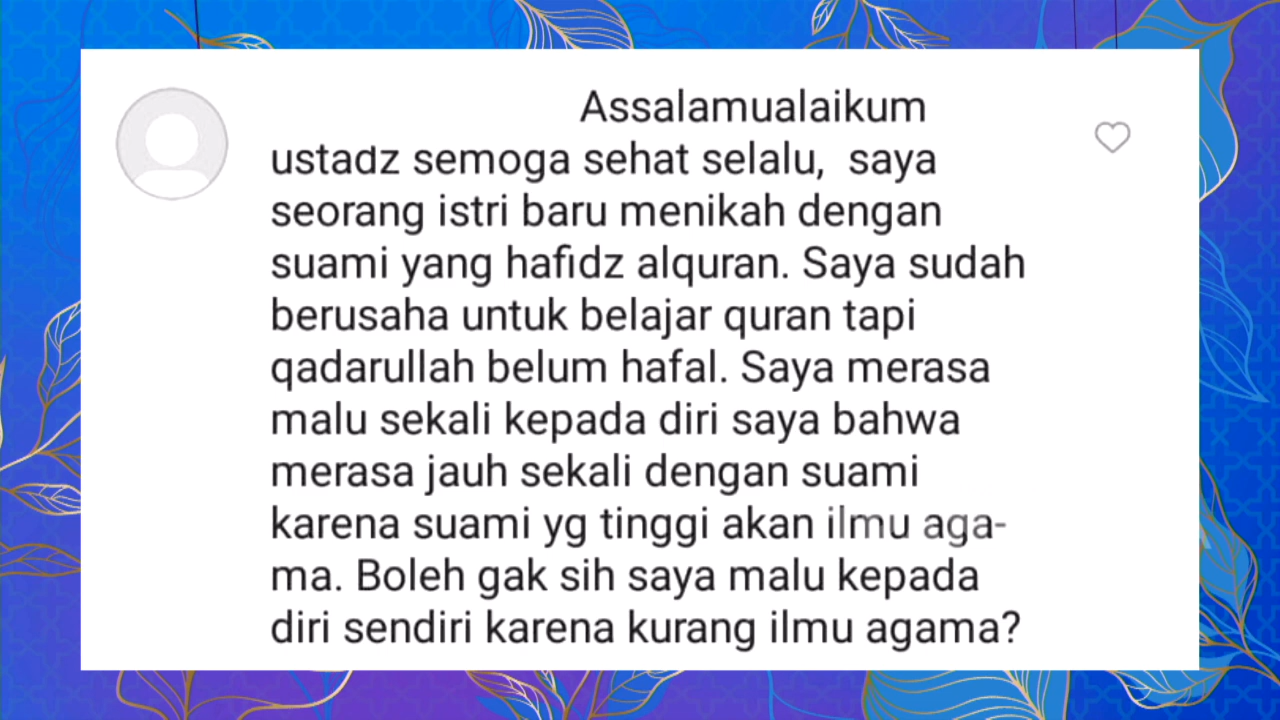 Assalamualaikum
ustadz semoga sehat selalu, saya
seorang istri baru menikah dengan
suami yang hafidz alquran. Saya sudah
berusaha untuk belajar quran tapi
qadarullah belum hafal. Saya merasa
malu sekali kepada diri saya bahwa
merasa jauh sekali dengan suami
karena suami yg tinggi akan ilmu aga-
ma. Boleh gak sih saya malu kepada
diri sendiri karena kurang ilmu agama?